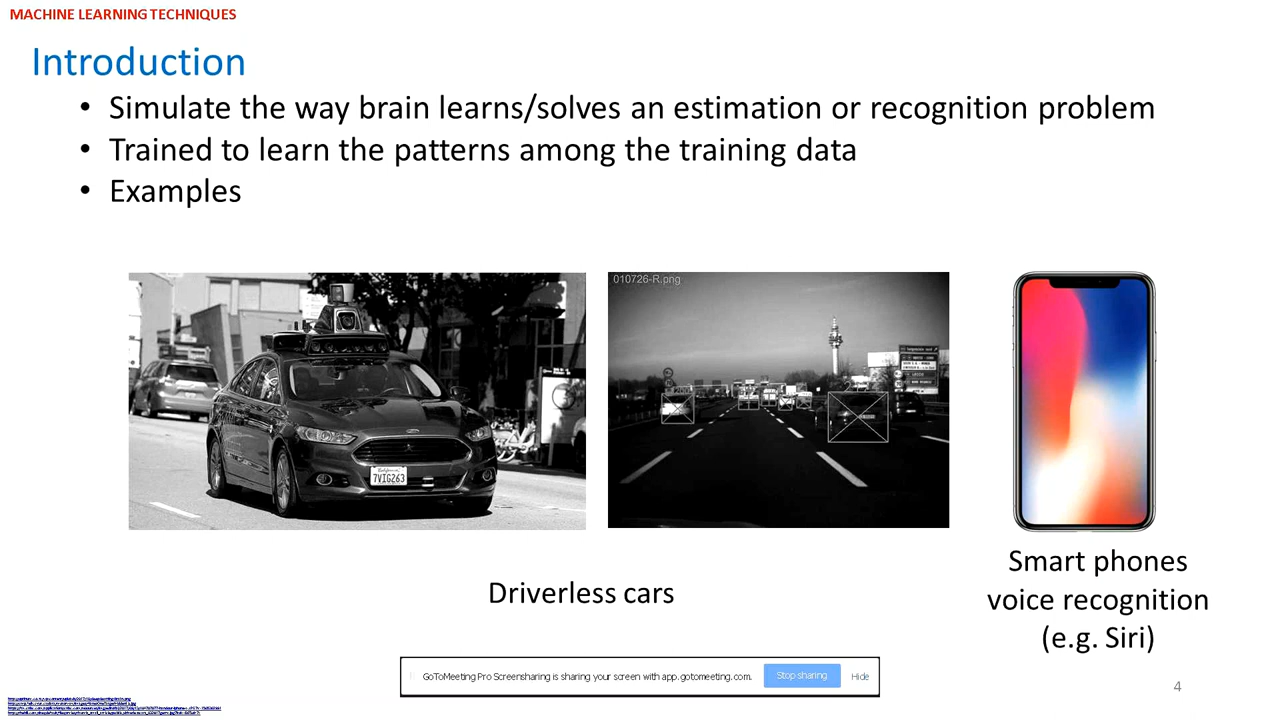 MACHINE LEARNING TECHNIQUES
Introduction
• Simulate the way brain learns/solves an estimation or recognition problem
• Trained to learn the patterns among the training data
• Examples
010726-R.png
California
7VIG263
Driverless cars
Smart phones
voice recognition
(e.g. Siri)
GoToMeeting Pro Screensharing is sharing your screen with app.gotomeeting.com.
Stop sharing
Hide
4